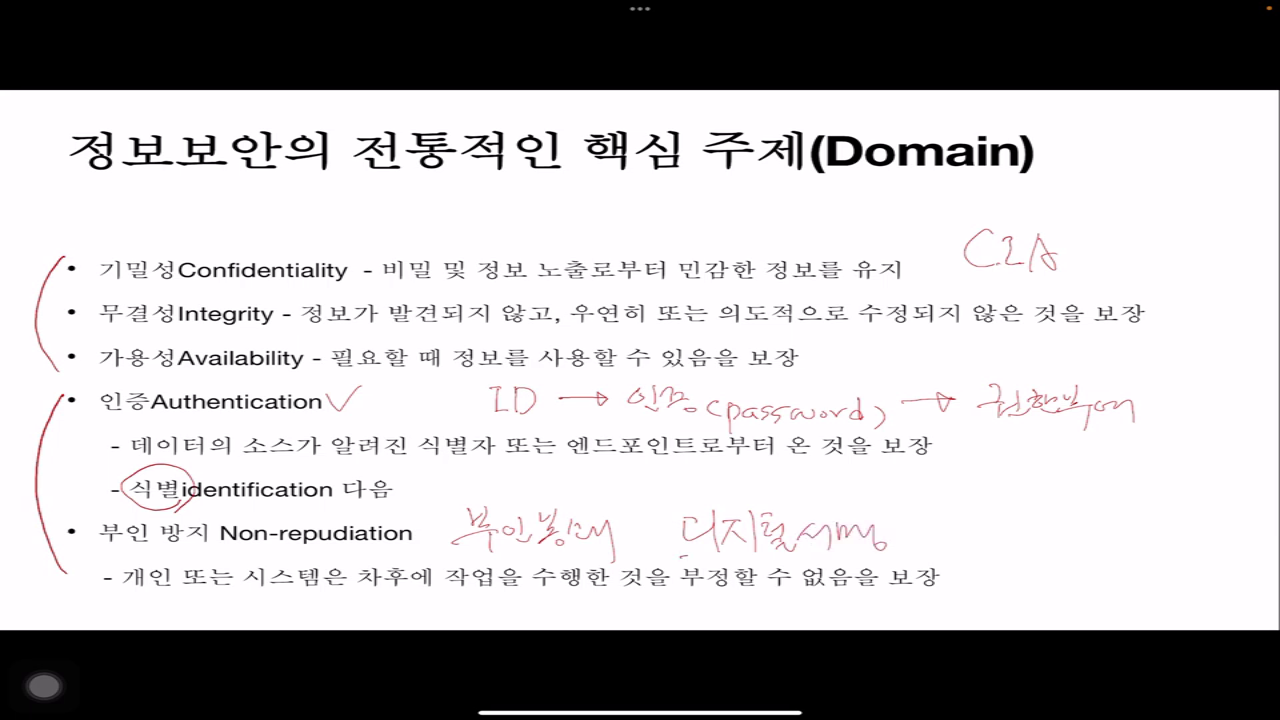 정보보안의 전통적인 핵심 주제(Domain)
CIA
• 기밀성Confidentiality - 비밀 및 정보 노출로부터 민감한 정보를 유지
• 무결성Integrity - 정보가 발견되지 않고, 우연히 또는 의도적으로 수정되지 않은 것을 보장
• 가용성Availability - 필요할 때 정보를 사용할 수 있음을 보장
• 인증Authentication ✓ ID → 인증(password) → 권한부여
- 데이터의 소스가 알려진 식별자 또는 엔드포인트로부터 온 것을 보장
- 식별identification 다음
• 부인 방지 Non-repudiation 부인봉쇄 디지털서명
- 개인 또는 시스템은 차후에 작업을 수행한 것을 부정할 수 없음을 보장